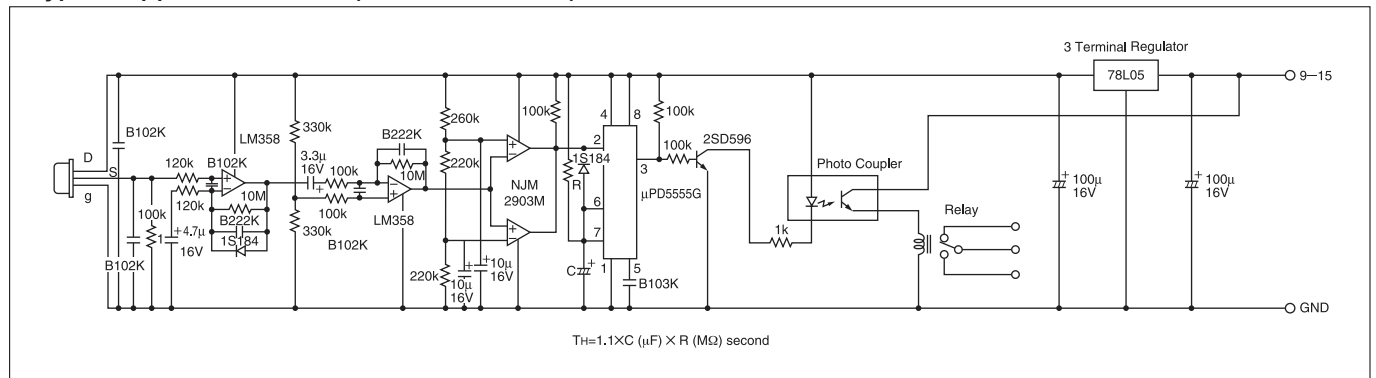 3 Terminal Regulator
78L05
9–15
B102K
LM358
330k
260k
100k
4
8
100k
D
S
g
120k
B102K
3.3μ
16V
100k
B222K
10M
220k
2
1S184
3
100k
2SD596
Photo Coupler
+
100μ
16V
+
100μ
16V
120k
10M
NJM
2903M
R
μPD5555G
100k
B222K
100k
LM358
6
Relay
1
+4.7μ
16V
1S184
330k
B102K
7
1k
B102K
220k
10μ
16V
+
10μ
16V
C
+
1
5
B103K
GND
TH=1.1×C (μF) × R (MΩ) second